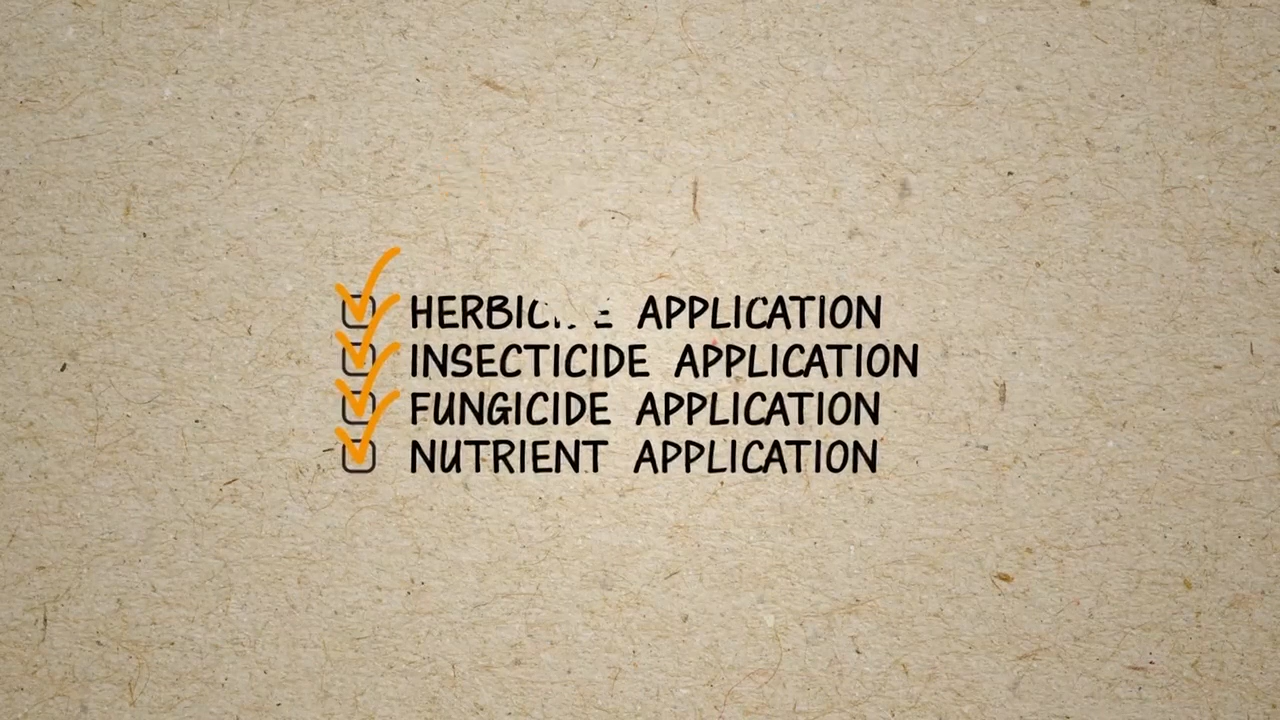 APPLICATION
INSECTICIDE APPLICATION
FUNGICIDE APPLICATION
NUTRIENT APPLICATION